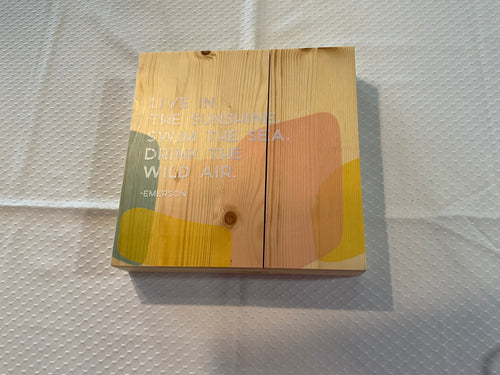 LIVE IN
THE SUNSHINE
SWIM THE SEA.
DRINK THE
WILD AIR.
-EMERSON